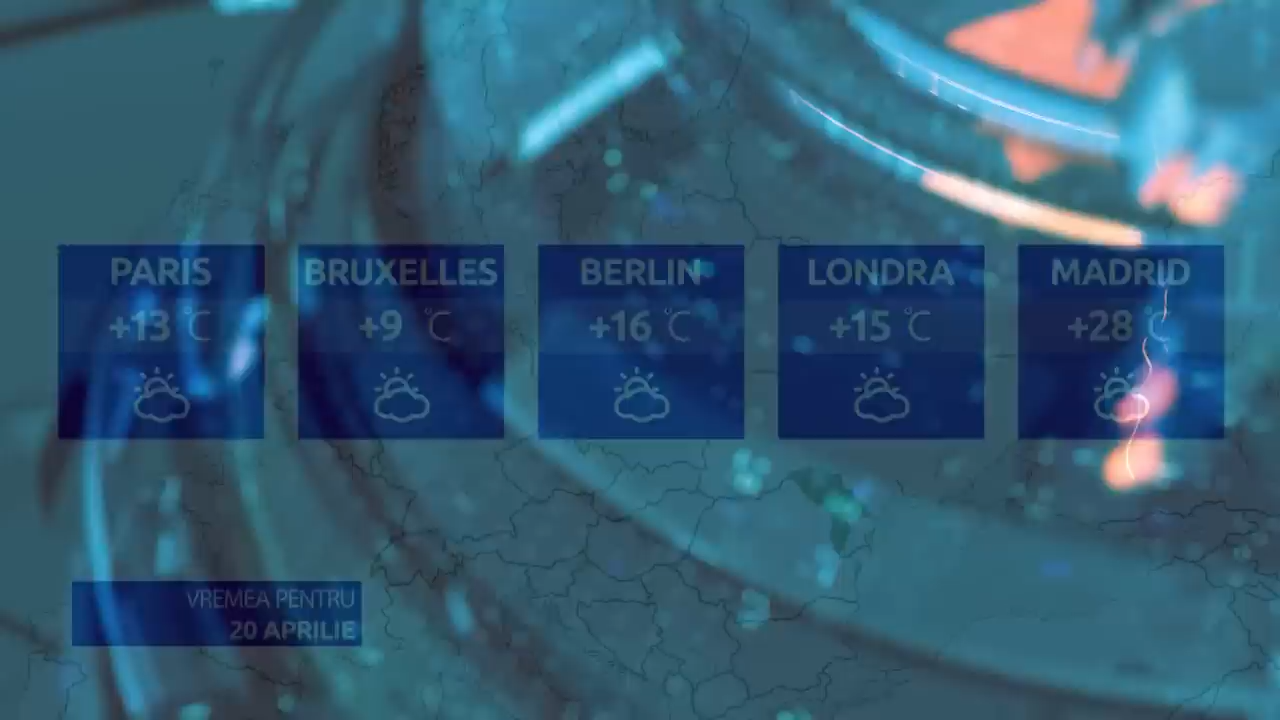 PARIS
+13 °C
BRUXELLES
+9 °C
BERLIN
+16 °C
LONDRA
+15 °C
MADRID
+28 °C
VREMEA PENTRU
20 APRILIE